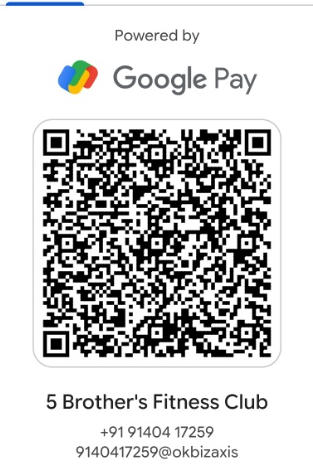 Powered by
Google Pay
5 Brother's Fitness Club
+91 91404 17259
9140417259@okbizaxis